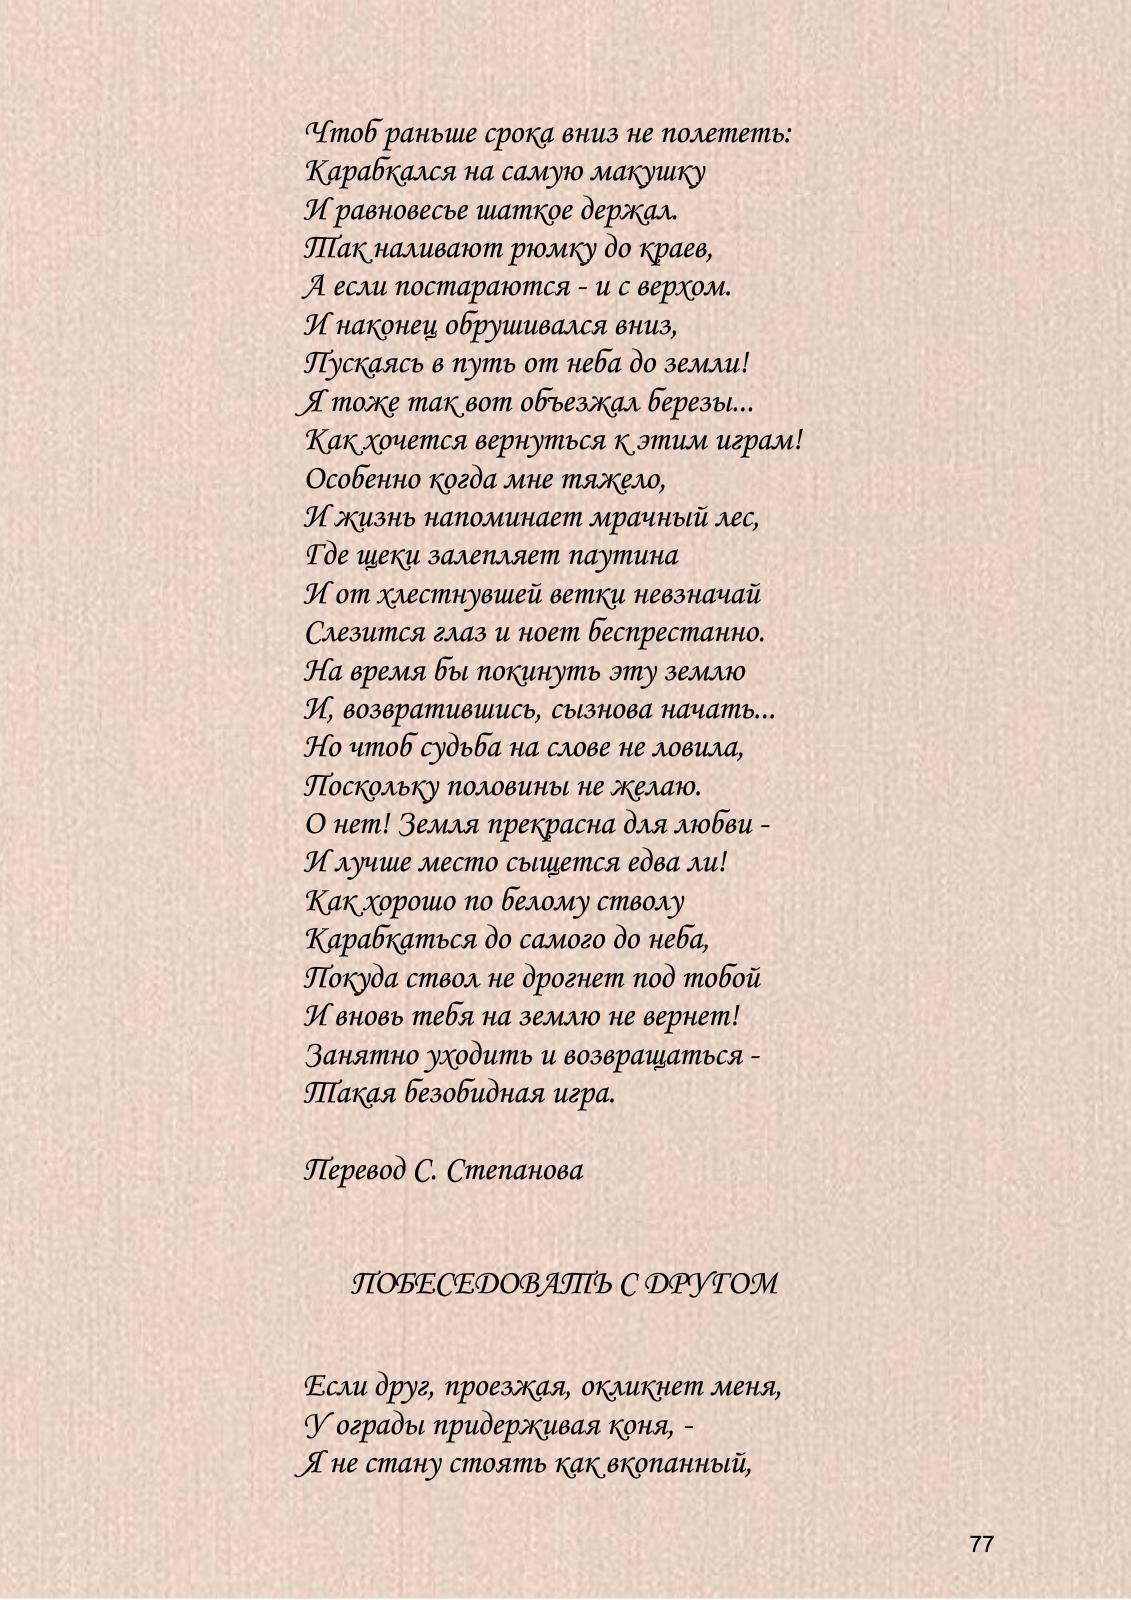 Чтоб раньше срока вниз не полететь:
Карабкался на самую макушку
И равновесье шаткое держал.
Так наливают рюмку до краев,
А если постараются - и с верхом.
И наконец обрушивался вниз,
Пускаясь в путь от неба до земли!
Я тоже так вот объезжал березы...
Как хочется вернуться к этим играм!
Особенно когда мне тяжело,
И жизнь напоминает мрачный лес,
Где щеки залепляет паутина
И от хлестнувшей ветки невзначай
Слезится глаз и ноет беспрестанно.
На время бы покинуть эту землю
И, возвратившись, сызнова начать...
Но чтоб судьба на слове не ловила,
Поскольку половины не желаю.
О нет! Земля прекрасна для любви -
И лучше место сыщется едва ли!
Как хорошо по белому стволу
Карабкаться до самого до неба,
Покуда ствол не дрогнет под тобой
И вновь тебя на землю не вернет!
Занятно уходить и возвращаться -
Такая безобидная игра.
Перевод С. Степанова
ПОБЕСЕДОВАТЬ С ДРУГОМ
Если друг, проезжая, окликнет меня,
У ограды придерживая коня, -
Я не стану стоять как вкопанный,
77